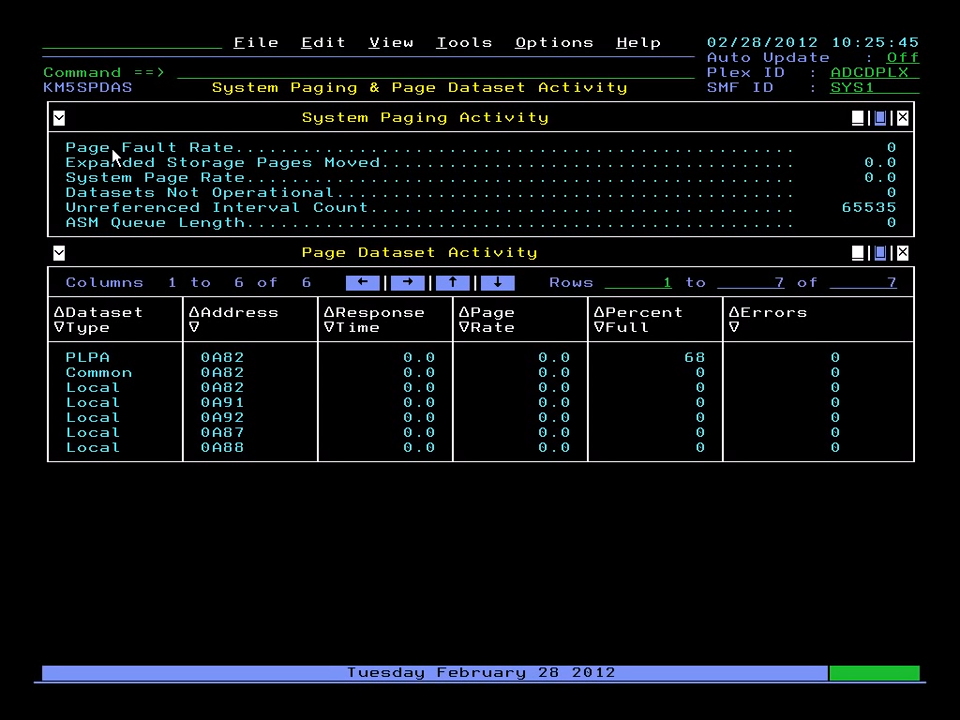 File Edit View Tools Options Help 02/28/2012 10:25:45
Auto Update : Off
Command ==> Plex ID : ADCDPLX
KM5SPDAS System Paging & Page Dataset Activity SMF ID : SYS1
System Paging Activity
Page Fault Rate.................................................. 0
Expanded Storage Pages Moved..................................... 0.0
System Page Rate................................................. 0.0
Datasets Not Operational......................................... 0
Unreferenced Interval Count...................................... 65535
ASM Queue Length................................................. 0
Page Dataset Activity
Columns 1 to 6 of 6 ← | → | ↑ | ↓ Rows 1 to 7 of 7
∆Dataset ∆Address ∆Response ∆Page ∆Percent ∆Errors
∇Type ∇ ∇Time ∇Rate ∇Full ∇
PLPA 0A82 0.0 0.0 68 0
Common 0A82 0.0 0.0 0 0
Local 0A82 0.0 0.0 0 0
Local 0A91 0.0 0.0 0 0
Local 0A92 0.0 0.0 0 0
Local 0A87 0.0 0.0 0 0
Local 0A88 0.0 0.0 0 0
Tuesday February 28 2012